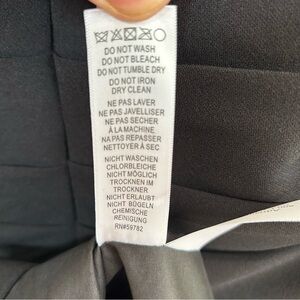 DO NOT WASH
DO NOT BLEACH
DO NOT TUMBLE DRY
DO NOT IRON
DRY CLEAN
NE PAS LAVER
NE PAS JAVELLISER
NE PAS SECHER
À LA MACHINE
NA PAS REPASSER
NETTOYER À SEC
NICHT WASCHEN
CHLORBLEICHE
NICHT MÖGLICH
TROCKNEN IM
TROCKNER
NICHT ERLAUBT
NICHT BÜGELN
CHEMISCHE
REINIGUNG
RN#59782